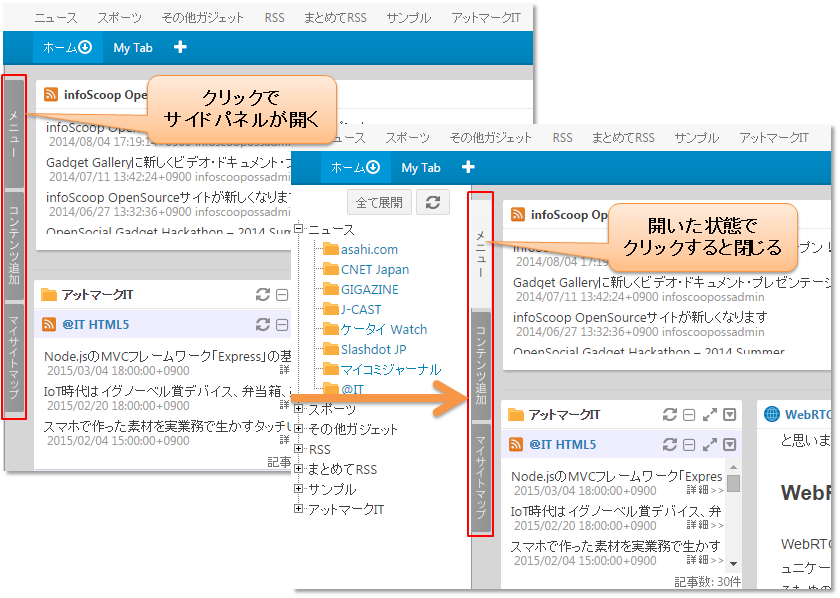 ニュース スポーツ その他ガジェット RSS まとめてRSS サンプル アットマークIT
ホーム My Tab
メニュー
コンテンツ追加
マイサイトマップ
クリックで
サイドパネルが開く
infoScoop Ope
infoScoop Open
2014/08/04 17:19:1
+0900 infoscoopossadmi
Gadget Galleryに新しくビデオ・ドキュメント・プ
2014/07/11 13:42:24+0900 infoscoopossadmi
infoScoop OpenSourceサイトが新しくなります
2014/06/27 13:32:36+0900 infoscoopossadmi
OpenSocial Gadget Hackathon – 2014 Summ
アットマークIT
@IT HTML5
Node.jsのMVCフレームワーク「Express」の基
2015/03/04 18:00:00+0900 詳
IoT時代はイグノーベル賞デバイス、弁当箱、
2015/02/20 18:00:00+0900 詳
スマホで作った素材を実業務で生かすタッチレ
2015/02/04 15:00:00+0900 詳
記事
ュース スポーツ その他ガジェット RSS まとめてRSS サンプル アットマークIT
ホーム My Tab
全て展開
ニュース
asahi.com
CNET Japan
GIGAZINE
J-CAST
ケータイ Watch
Slashdot JP
マイコミジャーナル
@IT
スポーツ
その他ガジェット
RSS
まとめてRSS
サンプル
アットマークIT
メニュー
コンテンツ追加
マイサイトマップ
開いた状態で
クリックすると閉じる
infoScoop Op
infoScoop Open
プン!
2014/08/04 17:19
Gadget Galleryに新しくビデオ・ドキュメント・プレゼンテーシ
2014/07/11 13:42:24+0900 infoscoopossadmin
infoScoop OpenSourceサイトが新しくなります
2014/06/27 13:32:36+0900 infoscoopossadmin
OpenSocial Gadget Hackathon – 2014 Summer
アットマークIT
@IT HTML5
Node.jsのMVCフレームワーク「Expres
2015/03/04 18:00:00+0900 詳細>>
IoT時代はイグノーベル賞デバイス、弁
2015/02/20 18:00:00+0900 詳細>>
スマホで作った素材を実業務で生かす
2015/02/04 15:00:00+0900 詳細>>
記事数: 30件
WebRTC
と思いま
WebR
WebRTC
ュニケー